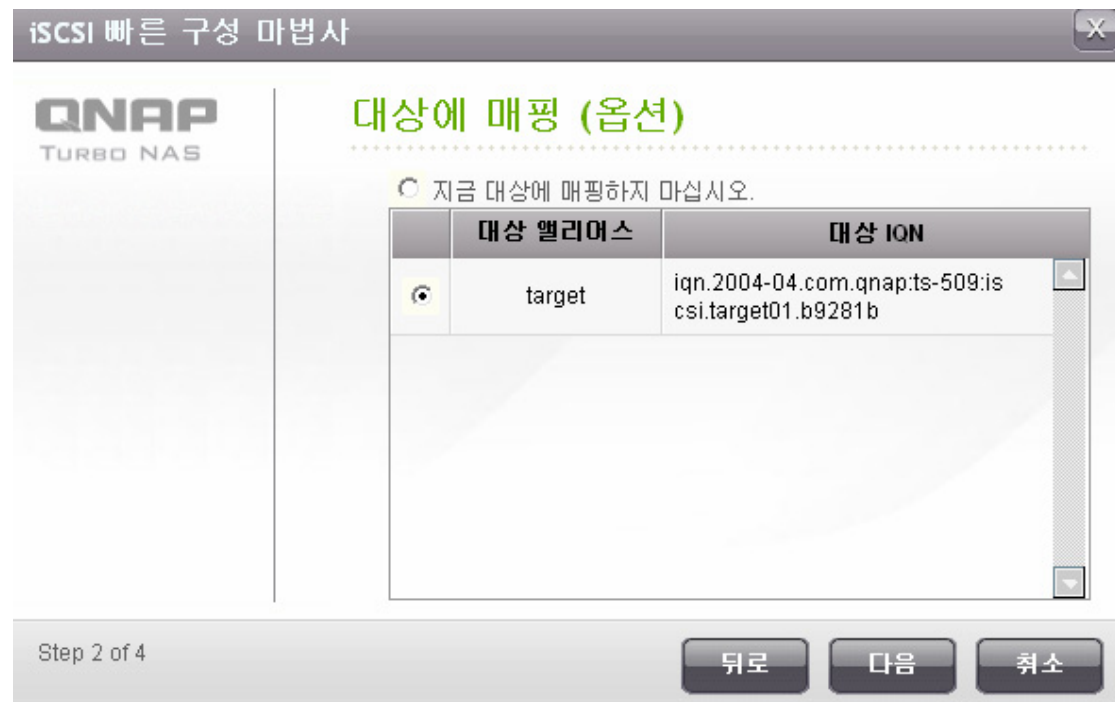 iSCSI 빠른 구성 마법사
QNAP
TURBO NAS
대상에 매핑 (옵션)
지금 대상에 매핑하지 마십시오.
대상 앨리어스 대상 IQN
target iqn.2004-04.com.qnap:ts-509:is
csi.target01.b9281b
Step 2 of 4
뒤로 다음 취소